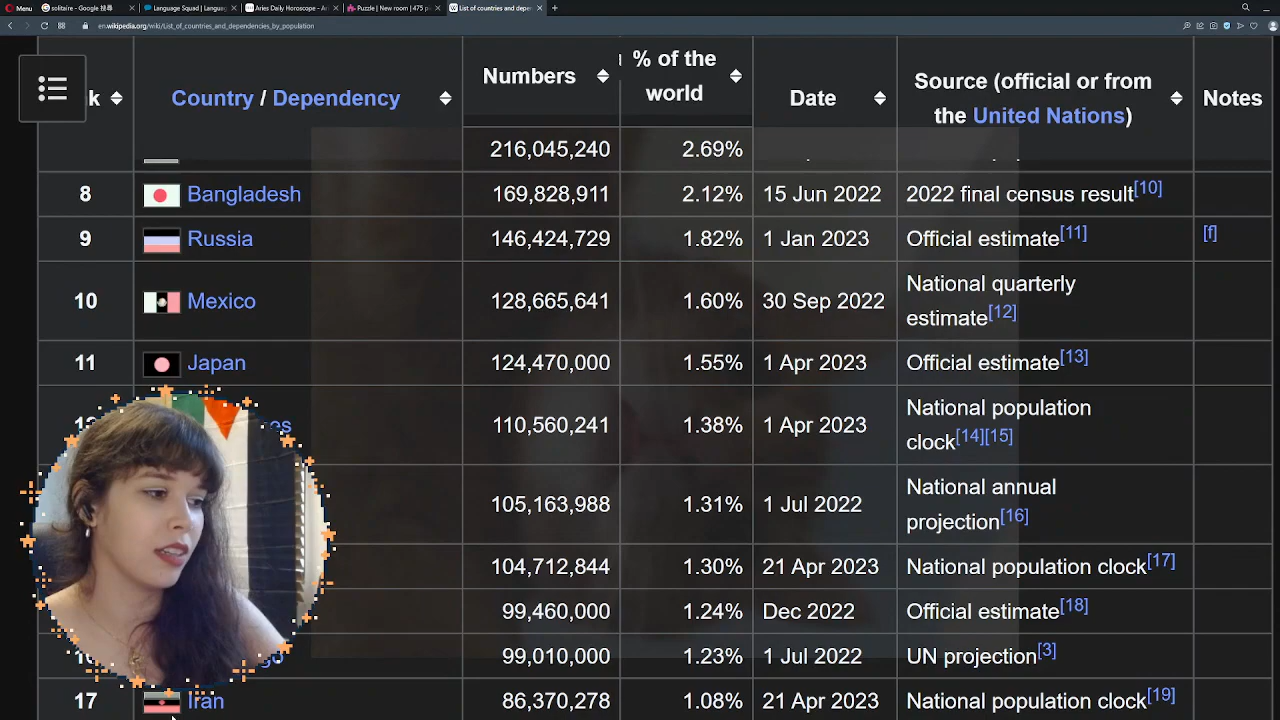 Menu
solitaire - Google 搜尋
Language Squad | Languag
Aries Daily Horoscope - Ari
Puzzle | New room | 475 pi
List of countries and depen
en.wikipedia.org/wiki/List_of_countries_and_dependencies_by_population
k
Country / Dependency
Numbers
% of the
world
Date
Source (official or from
the United Nations)
Notes
216,045,240 2.69%
8 Bangladesh 169,828,911 2.12% 15 Jun 2022 2022 final census result[10]
9 Russia 146,424,729 1.82% 1 Jan 2023 Official estimate[11] [f]
10 Mexico 128,665,641 1.60% 30 Sep 2022 National quarterly
estimate[12]
11 Japan 124,470,000 1.55% 1 Apr 2023 Official estimate[13]
es 110,560,241 1.38% 1 Apr 2023 National population
clock[14][15]
105,163,988 1.31% 1 Jul 2022 National annual
projection[16]
104,712,844 1.30% 21 Apr 2023 National population clock[17]
99,460,000 1.24% Dec 2022 Official estimate[18]
99,010,000 1.23% 1 Jul 2022 UN projection[3]
17 Iran 86,370,278 1.08% 21 Apr 2023 National population clock[19]